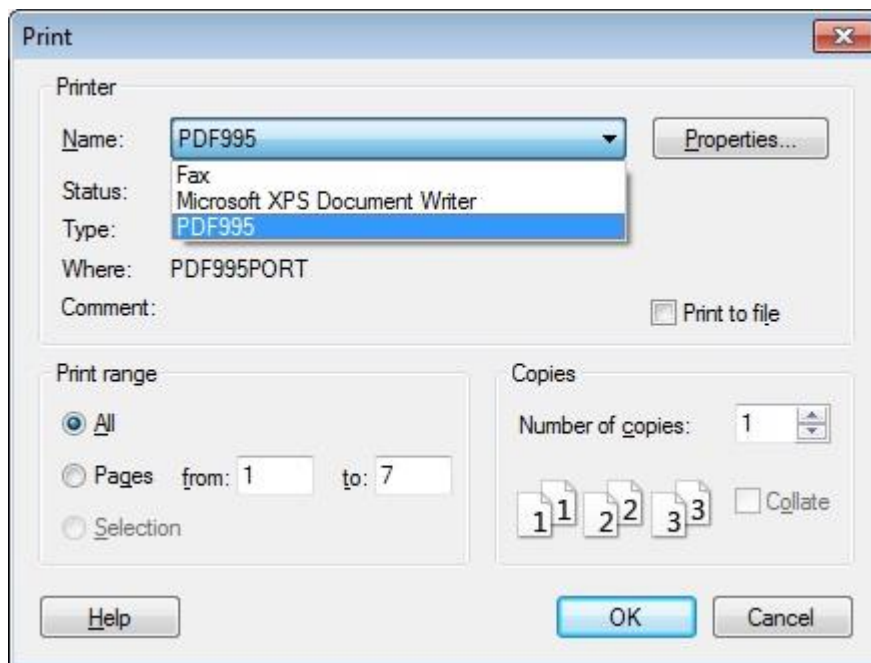 Print
Printer
Name: PDF995 Properties...
Fax
Status: Microsoft XPS Document Writer
Type: PDF995
Where: PDF995PORT
Comment: Print to file
Print range Copies
All Number of copies: 1
Pages from: 1 to: 7
1 1 2 2 3 3 Collate
Selection
Help OK Cancel